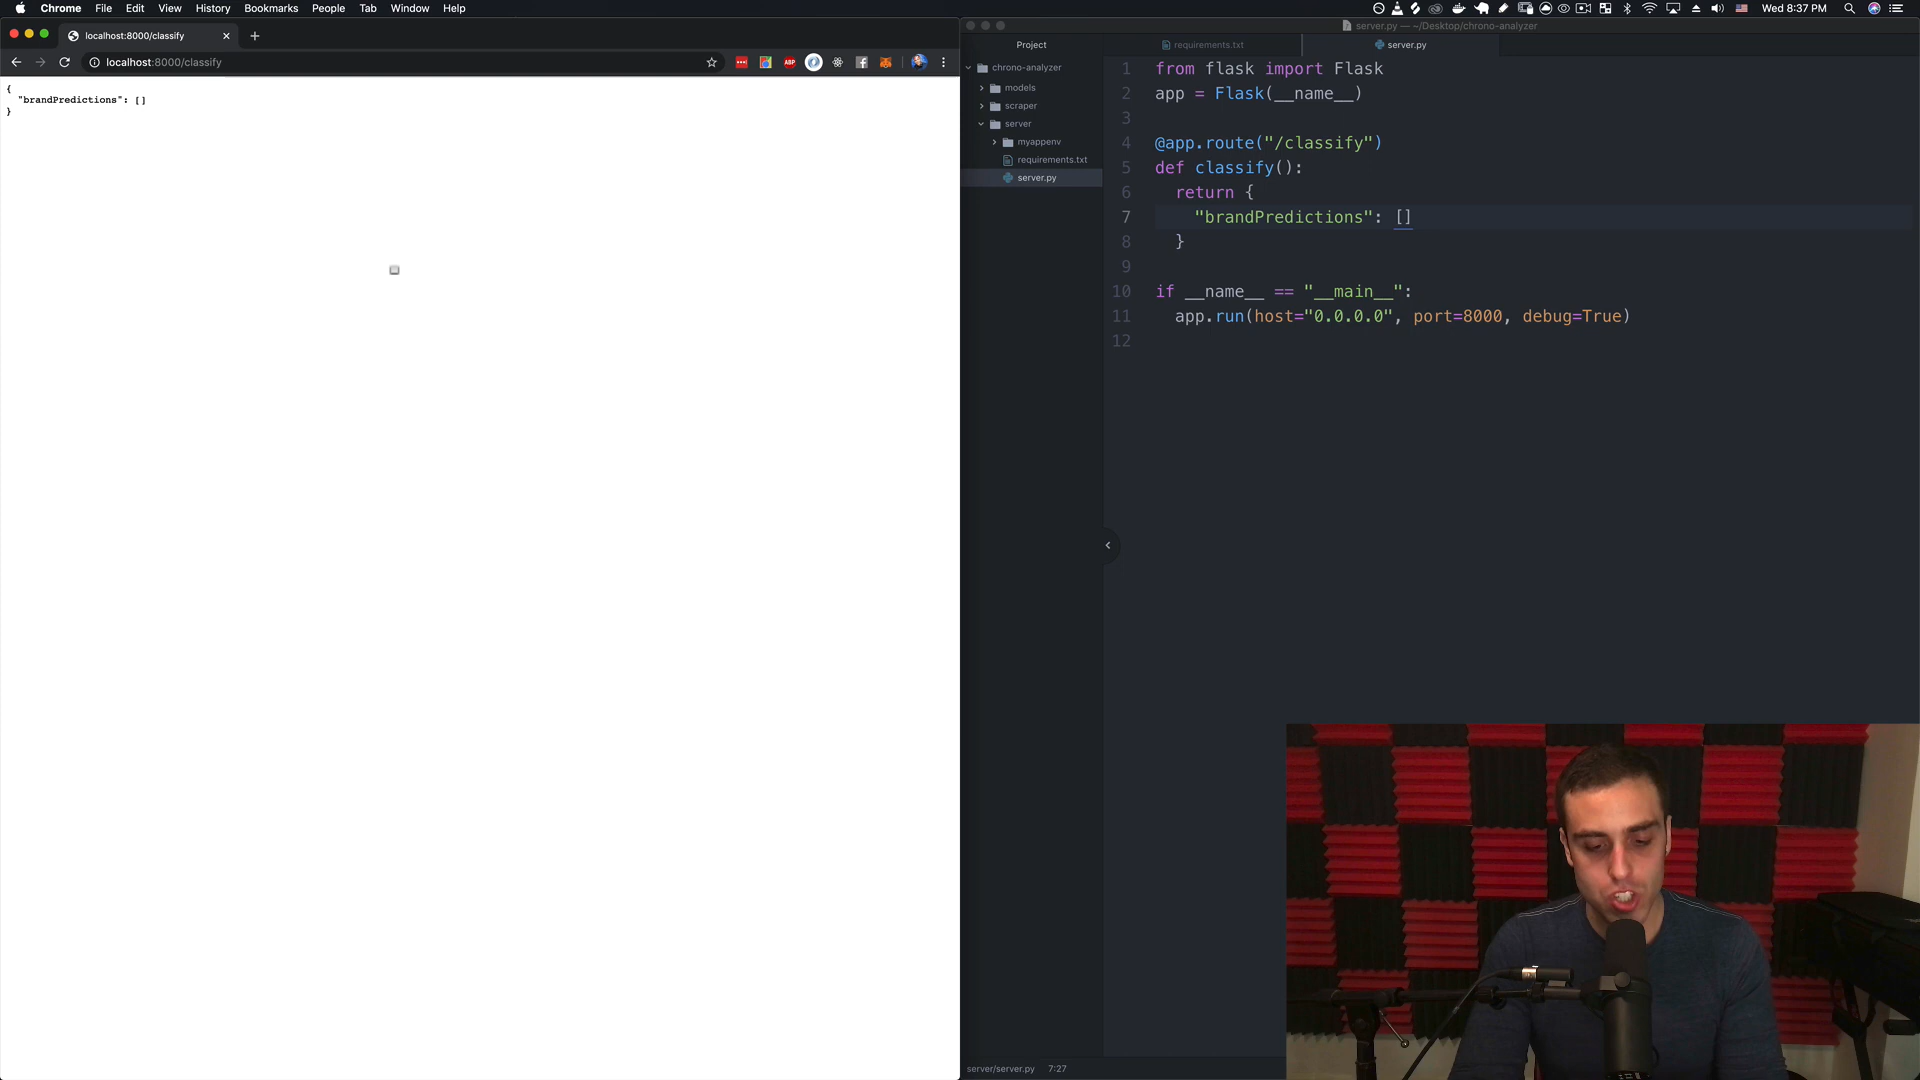 Chrome File Edit View History Bookmarks People Tab Window Help
Wed 8:37 PM
localhost:8000/classify
localhost:8000/classify
ABP
{
"brandPredictions": []
}
server.py — ~/Desktop/chrono-analyzer
Project
requirements.txt
server.py
chrono-analyzer
models
scraper
server
myappenv
requirements.txt
server.py
1 from flask import Flask
2 app = Flask(__name__)
3
4 @app.route("/classify")
5 def classify():
6 return {
7 "brandPredictions": []
8 }
9
10 if __name__ == "__main__":
11 app.run(host="0.0.0.0", port=8000, debug=True)
12
server/server.py 7:27